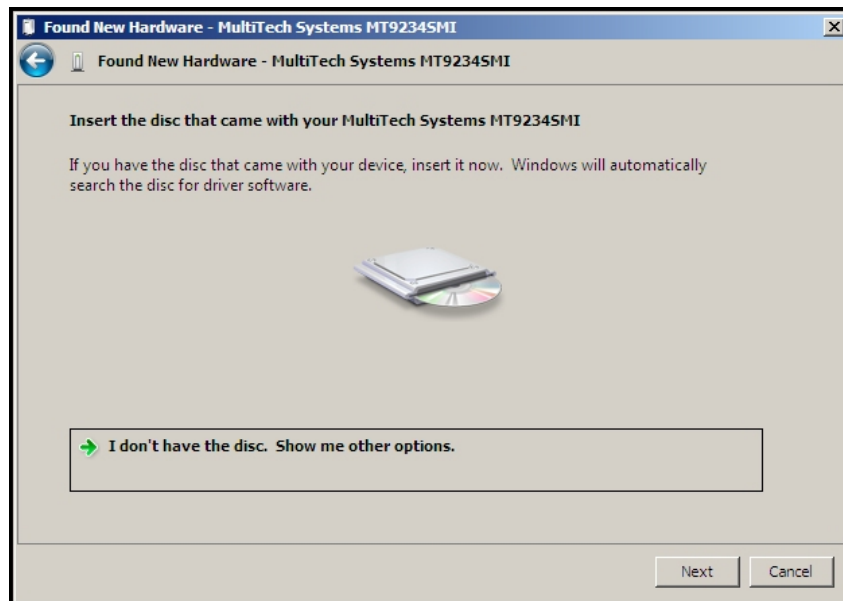 Found New Hardware - MultiTech Systems MT9234SMI
Found New Hardware - MultiTech Systems MT9234SMI
Insert the disc that came with your MultiTech Systems MT9234SMI
If you have the disc that came with your device, insert it now. Windows will automatically
search the disc for driver software.
I don't have the disc. Show me other options.
Next
Cancel